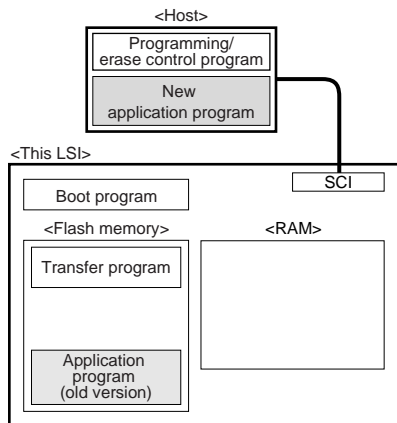 <Host>
Programming/
erase control program
New
application program
<This LSI>
SCI
Boot program
<Flash memory>
<RAM>
Transfer program
Application
program
(old version)